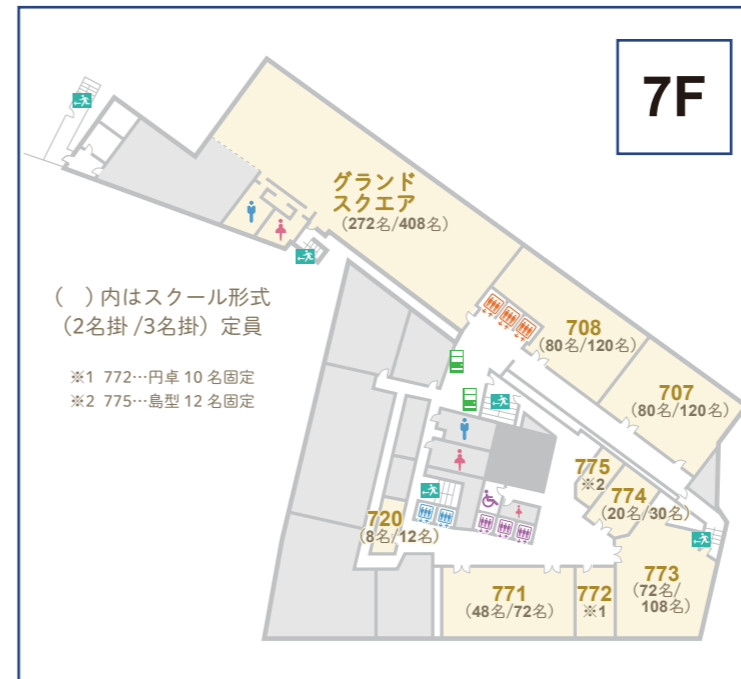 7F
グランド
スクエア
（272名/408名）
（　）内はスクール形式
（2名掛 /3名掛）定員
※1 772…円卓 10 名固定
※2 775…島型 12 名固定
708
（80名/120名）
707
（80名/120名）
775
※2
774
（20名/30名）
720
（8名/12名）
771
（48名/72名）
772
※1
773
（72名/
108名）